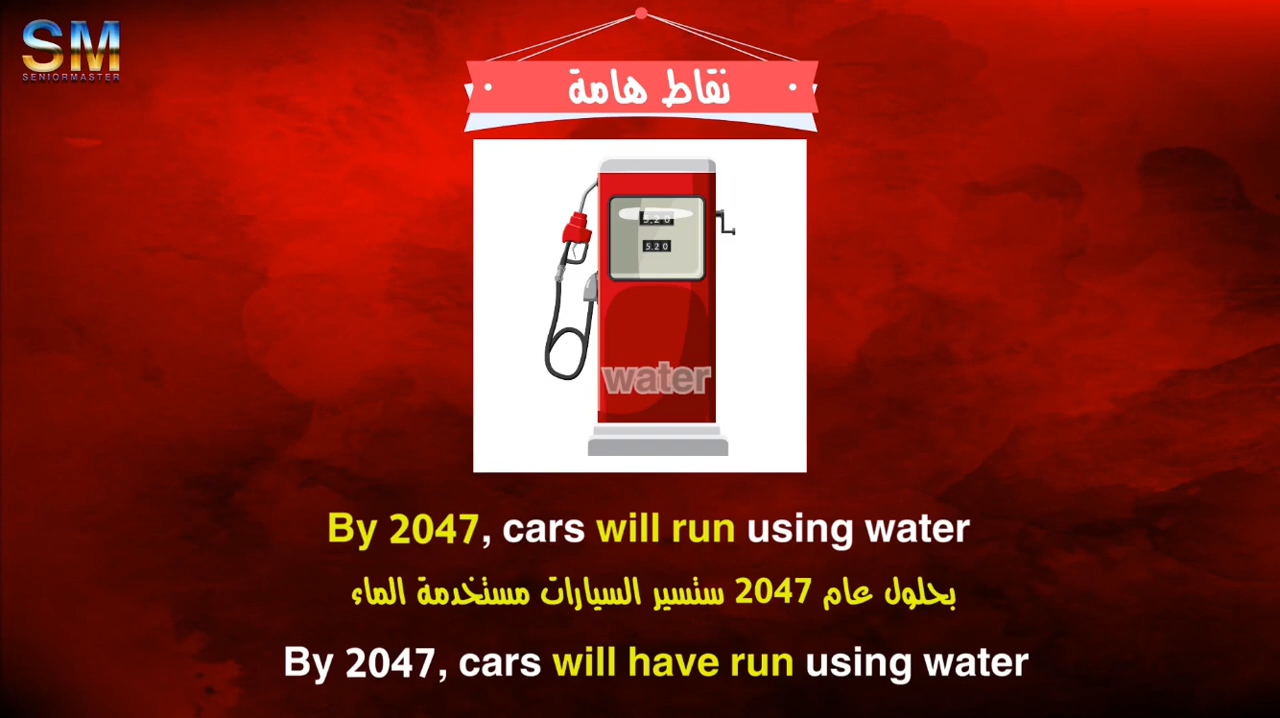 SM
SENIORMASTER
نقاط هامة
5.20
5.20
water
By 2047, cars will run using water
بحلول عام 2047 ستسير السيارات مستخدمة الماء
By 2047, cars will have run using water